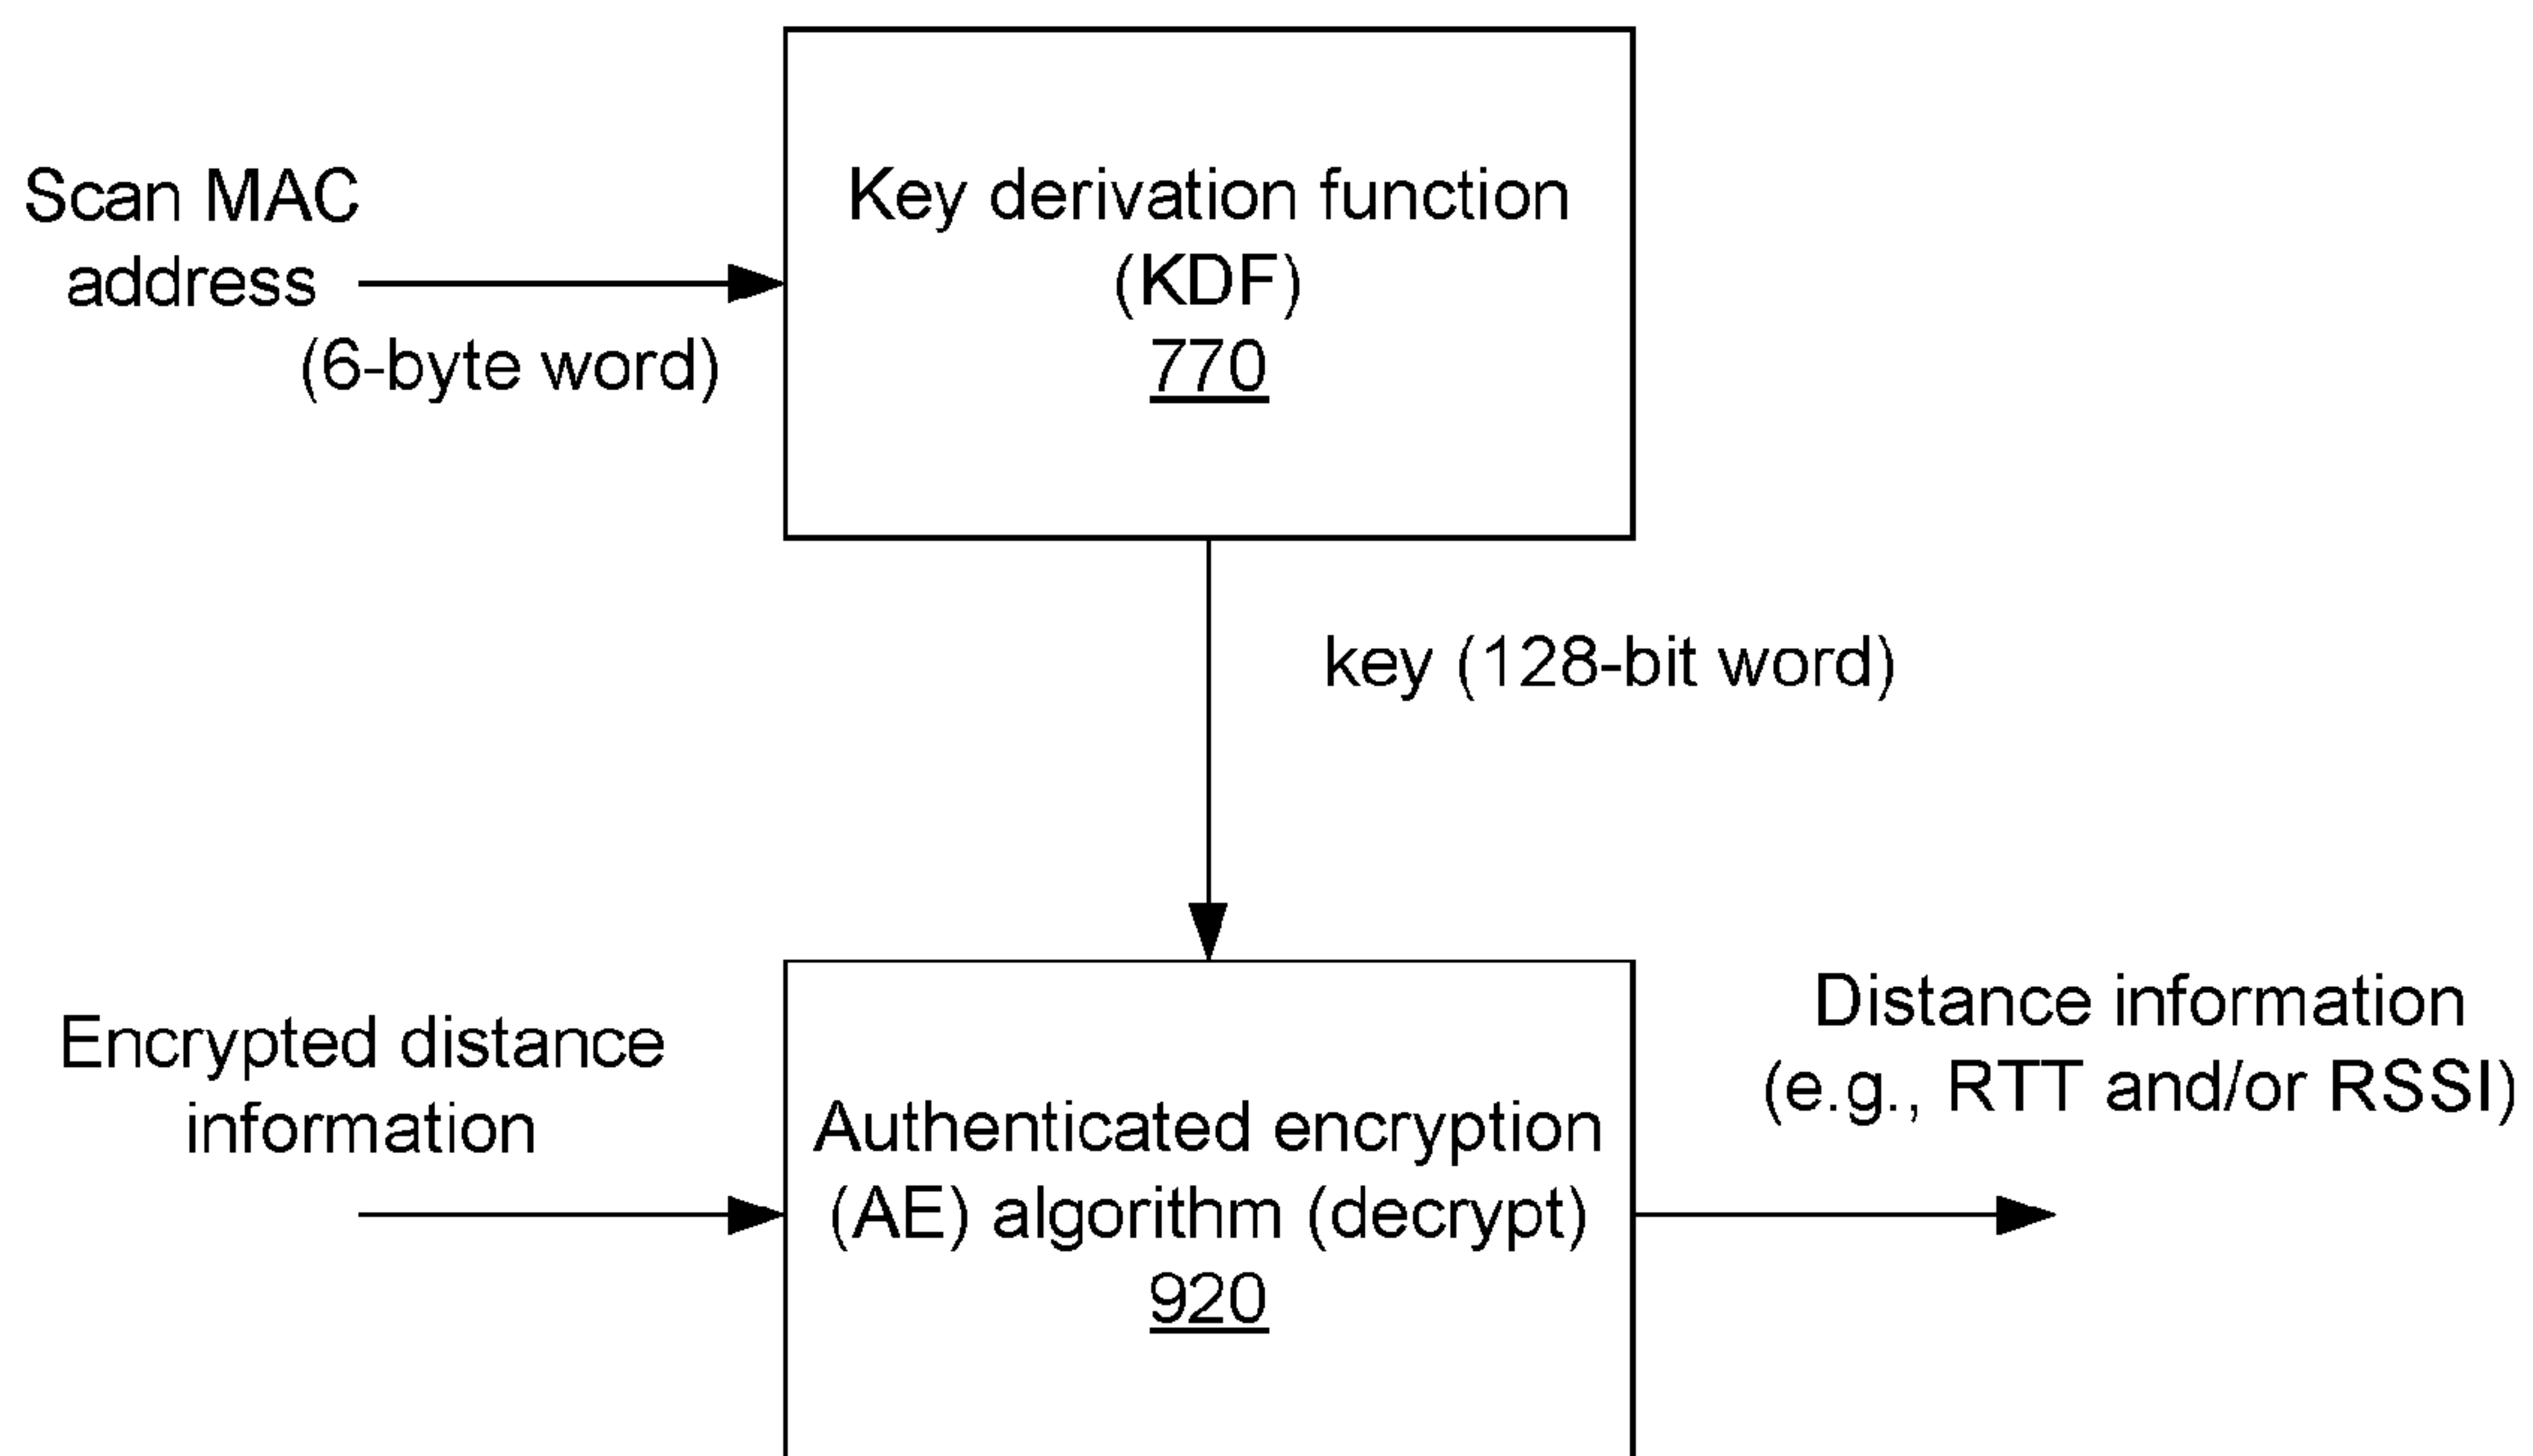 Scan MAC
address
(6-byte word)
Key derivation function
(KDF)
770
key (128-bit word)
Encrypted distance
information
Authenticated encryption
(AE) algorithm (decrypt)
920
Distance information
(e.g., RTT and/or RSSI)